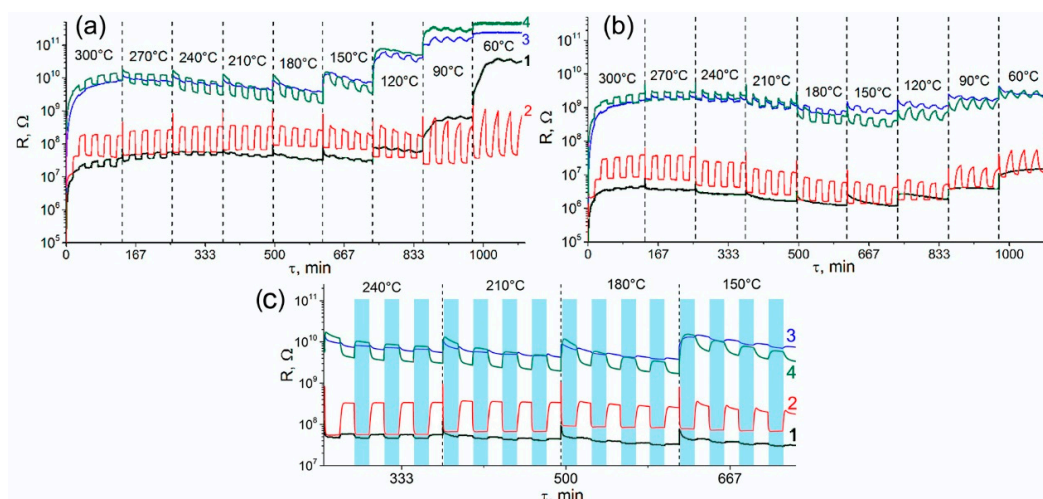 (a)
300°C 270°C 240°C 210°C 180°C 150°C 120°C 90°C 60°C
4
3
1
2
R, Ω
10¹¹
10¹⁰
10⁹
10⁸
10⁷
10⁶
10⁵
0 167 333 500 667 833 1000
τ, min
(b)
300°C 270°C 240°C 210°C 180°C 150°C 120°C 90°C 60°C
R, Ω
10¹¹
10¹⁰
10⁹
10⁸
10⁷
10⁶
10⁵
0 167 333 500 667 833 1000
τ, min
(c)
240°C 210°C 180°C 150°C
R, Ω
10¹¹
10¹⁰
10⁹
10⁸
10⁷
3
4
2
1
333 500 667
τ, min